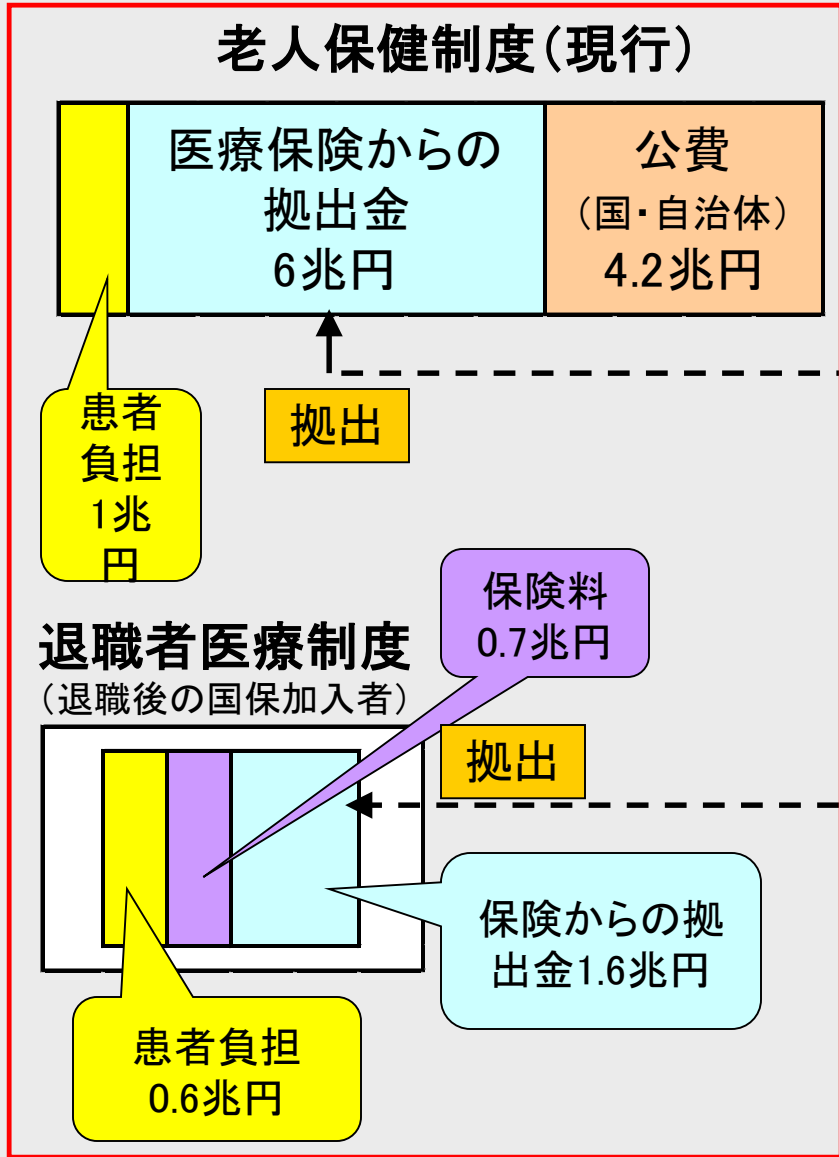 老人保健制度（現行）
医療保険からの
拠出金
6兆円
公費
（国・自治体）
4.2兆円
拠出
患者
負担
1兆
円
保険料
0.7兆円
退職者医療制度
（退職後の国保加入者）
拠出
保険からの拠
出金1.6兆円
患者負担
0.6兆円